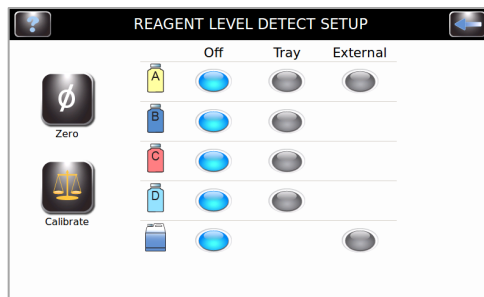 ?
REAGENT LEVEL DETECT SETUP
Off Tray External
A
ϕ
Zero
B
C
Calibrate
D